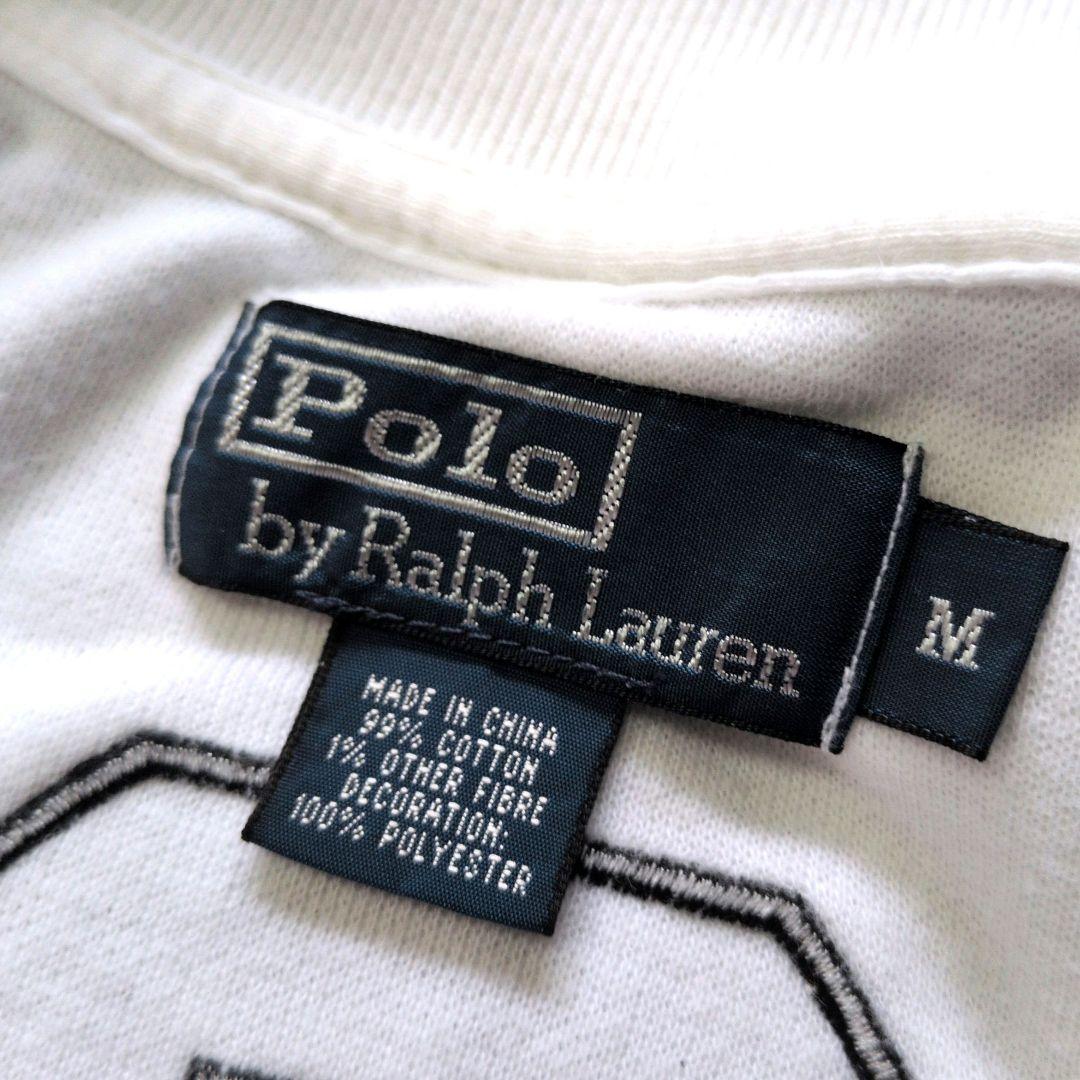 Polo
by Ralph Lauren
M
MADE IN CHINA
99% COTTON
1% OTHER FIBRE
DECORATION:
100% POLYESTER